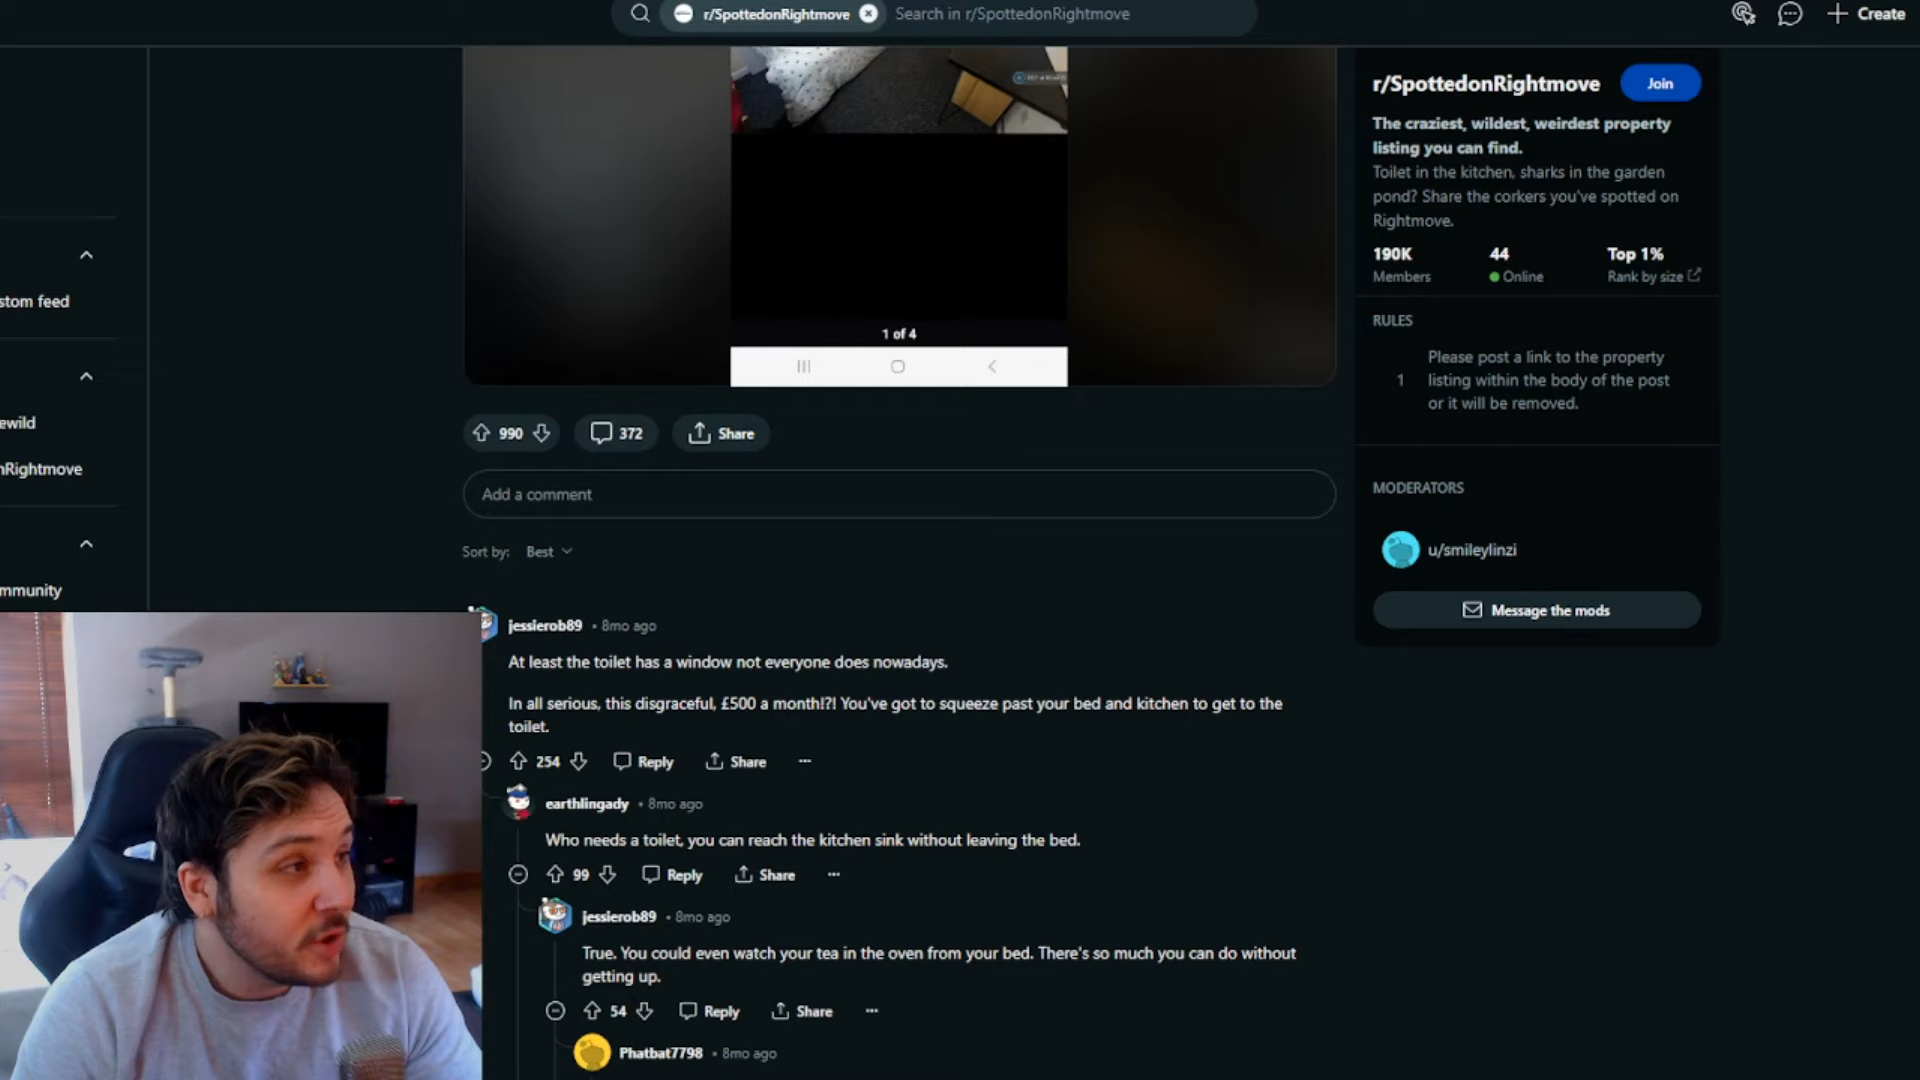 r/SpottedonRightmove
Search in r/SpottedonRightmove
Create
stom feed
ewild
nRightmove
mmunity
1 of 4
990
372
Share
Add a comment
Sort by: Best
jessierob89 • 8mo ago
At least the toilet has a window not everyone does nowadays.
In all serious, this disgraceful, £500 a month!?! You've got to squeeze past your bed and kitchen to get to the
toilet.
254 Reply Share ...
earthlingady • 8mo ago
Who needs a toilet, you can reach the kitchen sink without leaving the bed.
99 Reply Share ...
jessierob89 • 8mo ago
True. You could even watch your tea in the oven from your bed. There's so much you can do without
getting up.
54 Reply Share ...
Phatbat7798 • 8mo ago
r/SpottedonRightmove
Join
The craziest, wildest, weirdest property
listing you can find.
Toilet in the kitchen, sharks in the garden
pond? Share the corkers you've spotted on
Rightmove.
190K 44 Top 1%
Members Online Rank by size
RULES
1 Please post a link to the property
listing within the body of the post
or it will be removed.
MODERATORS
u/smileylinzi
Message the mods